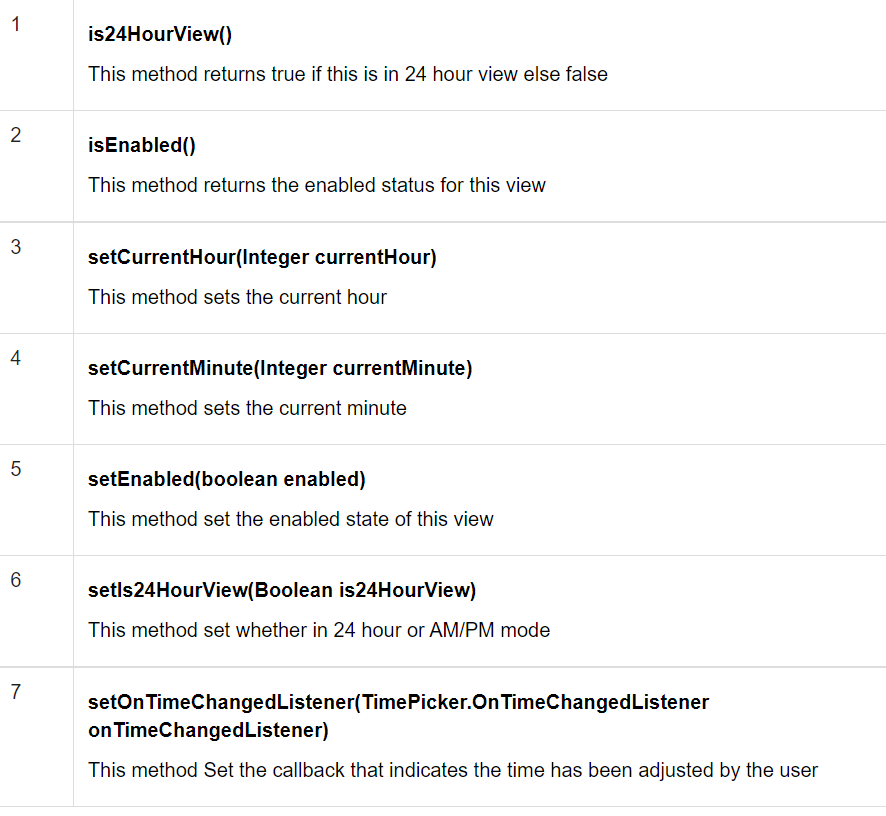 1
is24HourView()
This method returns true if this is in 24 hour view else false
2
isEnabled()
This method returns the enabled status for this view
3
setCurrentHour(Integer currentHour)
This method sets the current hour
4
setCurrentMinute(Integer currentMinute)
This method sets the current minute
5
setEnabled(boolean enabled)
This method set the enabled state of this view
6
setIs24HourView(Boolean is24HourView)
This method set whether in 24 hour or AM/PM mode
7
setOnTimeChangedListener(TimePicker.OnTimeChangedListener
onTimeChangedListener)
This method Set the callback that indicates the time has been adjusted by the user